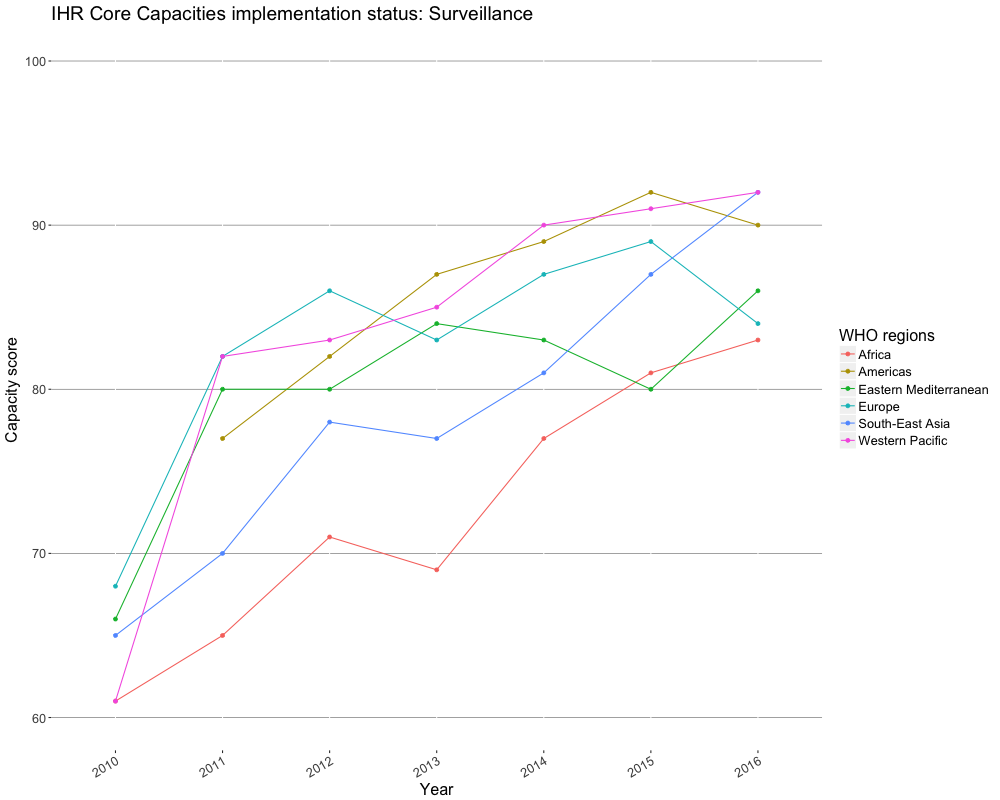 IHR Core Capacities implementation status: Surveillance
100
90
80
70
60
Capacity score
2010
2011
2012
2013
2014
2015
2016
Year
WHO regions
Africa
Americas
Eastern Mediterranean
Europe
South-East Asia
Western Pacific